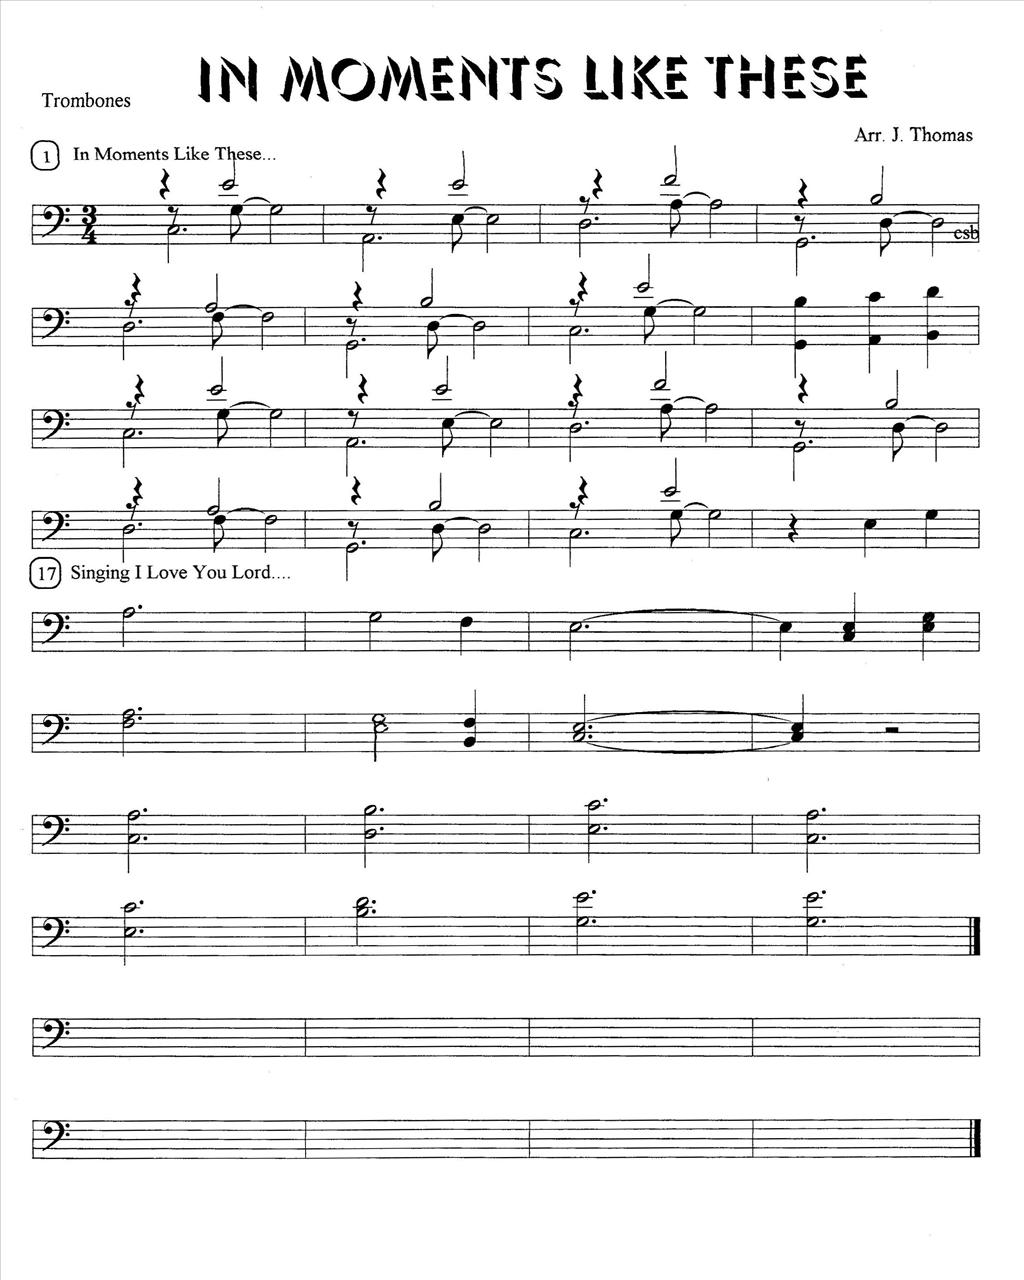 IN MOMENTS LIKE THESE
Trombones
Arr. J. Thomas
1 In Moments Like These...
3
4
csb
17 Singing I Love You Lord....